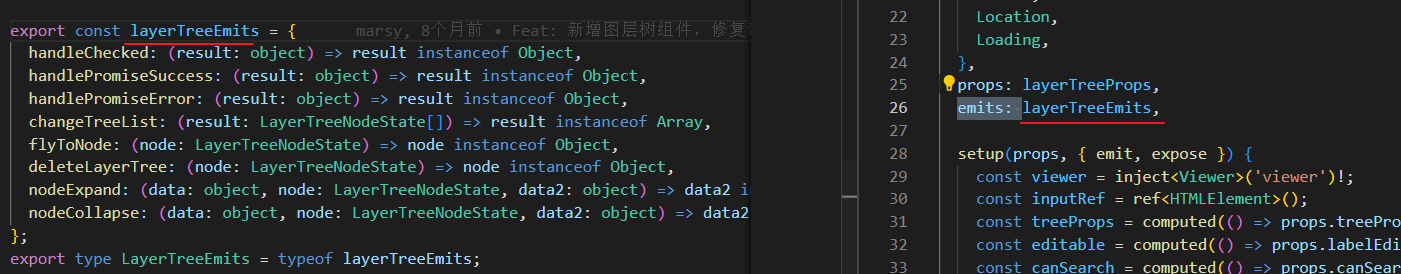 export const layerTreeEmits = { marsy, 8个月前 • Feat: 新增图层树组件, 修复
handleChecked: (result: object) => result instanceof Object,
handlePromiseSuccess: (result: object) => result instanceof Object,
handlePromiseError: (result: object) => result instanceof Object,
changeTreeList: (result: LayerTreeNodeState[]) => result instanceof Array,
flyToNode: (node: LayerTreeNodeState) => node instanceof Object,
deleteLayerTree: (node: LayerTreeNodeState) => node instanceof Object,
nodeExpand: (data: object, node: LayerTreeNodeState, data2: object) => data2 in
nodeCollapse: (data: object, node: LayerTreeNodeState, data2: object) => data2
};
export type LayerTreeEmits = typeof layerTreeEmits;
22 Location,
23 Loading,
24 },
25 props: layerTreeProps,
26 emits: layerTreeEmits,
27
28 setup(props, { emit, expose }) {
29 const viewer = inject<Viewer>('viewer')!;
30 const inputRef = ref<HTMLElement>();
31 const treeProps = computed(() => props.treePro
32 const editable = computed(() => props.labelEdi
33 const canSearch = computed(() => props.canSear